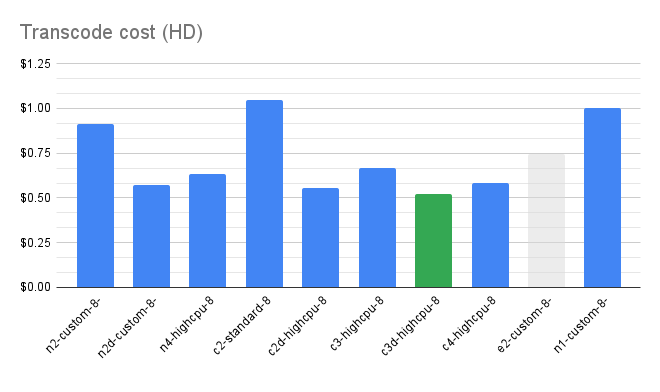 Transcode cost (HD)
$1.25
$1.00
$0.75
$0.50
$0.25
$0.00
n2-custom-8-
n2d-custom-8-
n4-highcpu-8
c2-standard-8
c2d-highcpu-8
c3-highcpu-8
c3d-highcpu-8
c4-highcpu-8
e2-custom-8-
n1-custom-8-